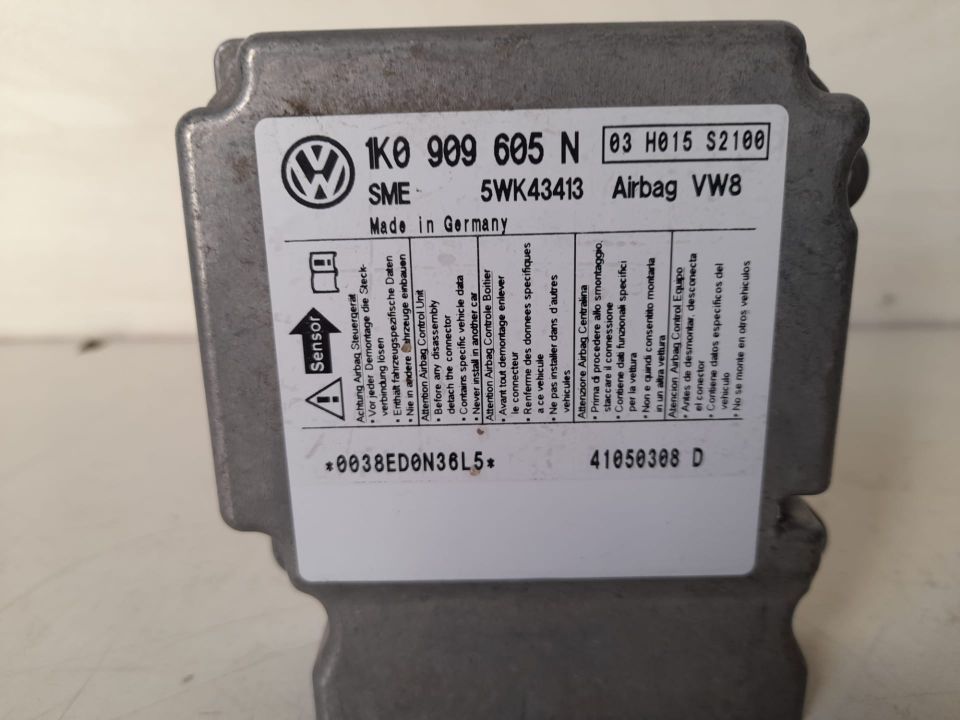 1K0 909 605 N
03 H015 S2100
SME 5WK43413 Airbag VW8
Made in Germany
Sensor
Achtung Airbag Steuergerät
• Vor jeder Demontage die Steck-
verbindung lösen
• Enthält fahrzeugspezifische Daten
• Nie in andere Fahrzeuge einbauen
Attention Airbag Control Unit
• Before any disassembly
detach the connector
• Contains specific vehicle data
• Never install in another car
Attention Airbag Controle Boitier
• Avant tout demontage enlever
le connecteur
• Renferme des donnees specifiques
a ce vehicule
• Ne pas installer dans d'autres
vehicules
Attenzione Airbag Centralina
• Prima di procedere allo smontaggio,
staccare il connessione
• Contiene dati funzionali specifici
per la vettura
• Non o quindi consentito montarla
in un altra vettura
Atencion Airbag Control Equipo
• Antes de desmontar, desconecta
el conector
• Contiene datos especificos del
vehiculo
• No se monte en otros vehiculos
*0038ED0N36L5* 41050308 D